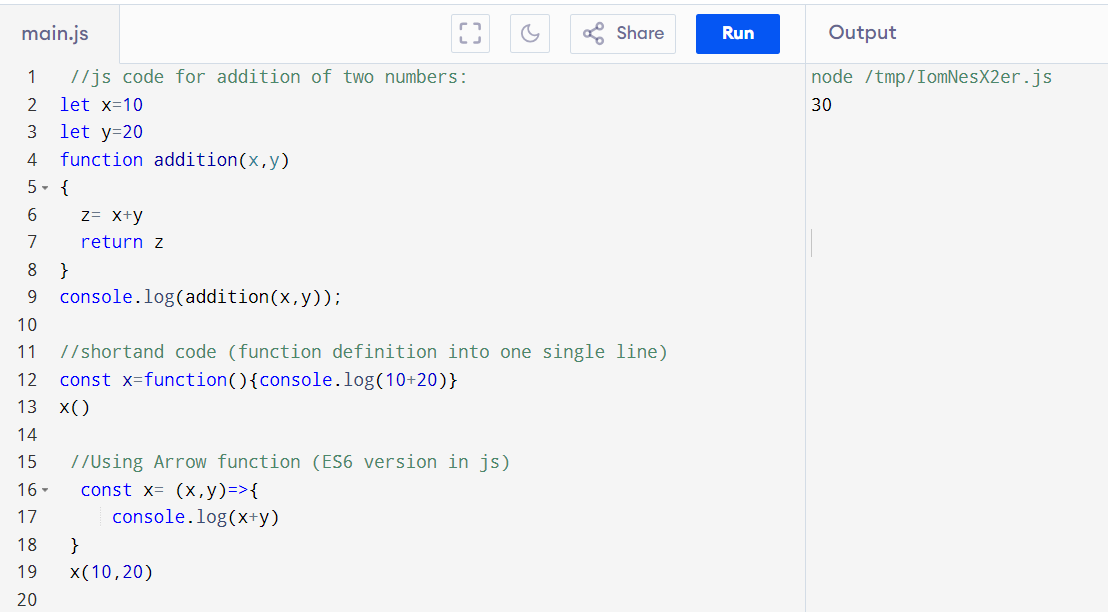 main.js
Share
Run
Output
1 //js code for addition of two numbers:
2 let x=10
3 let y=20
4 function addition(x,y)
5 {
6 z= x+y
7 return z
8 }
9 console.log(addition(x,y));
10
11 //shortand code (function definition into one single line)
12 const x=function(){console.log(10+20)}
13 x()
14
15 //Using Arrow function (ES6 version in js)
16 const x= (x,y)=>{
17 console.log(x+y)
18 }
19 x(10,20)
20
node /tmp/IomNesX2er.js
30